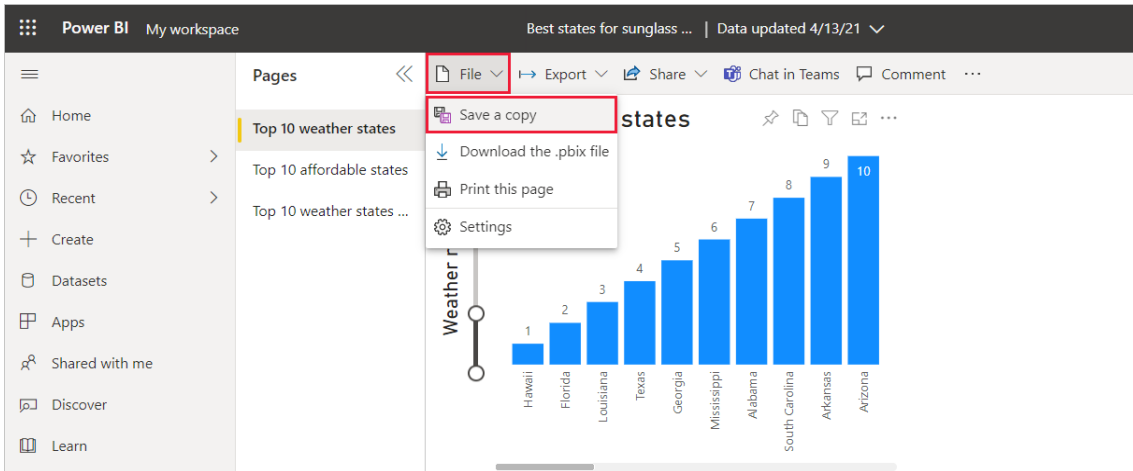 Power BI My workspace
Best states for sunglass ... | Data updated 4/13/21
Pages
File
Export
Share
Chat in Teams
Comment
...
Home
Favorites
Recent
Create
Datasets
Apps
Shared with me
Discover
Learn
Top 10 weather states
Top 10 affordable states
Top 10 weather states ...
Save a copy
Download the .pbix file
Print this page
Settings
states
Weather
1
2
3
4
5
6
7
8
9
10
Hawaii
Florida
Louisiana
Texas
Georgia
Mississippi
Alabama
South Carolina
Arkansas
Arizona